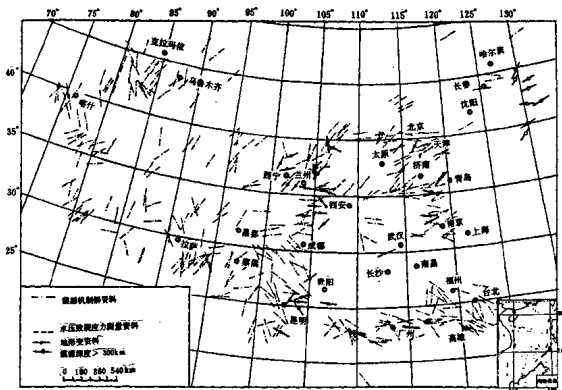 70° 75° 80° 85° 90° 95° 100° 105° 110° 115° 120° 125° 130°
40°
35°
30°
25°
克拉玛依
乌鲁木齐
喀什
哈尔滨
长春
沈阳
北京
天津
太原
济南
青岛
西宁
兰州
西安
南京
上海
武汉
昌都
成都
拉萨
长沙
南昌
贵阳
福州
台北
昆明
广州
高雄
震源机制解资料
水压致裂应力测量资料
地形变资料
震源深度>300km
0 180 360 540km